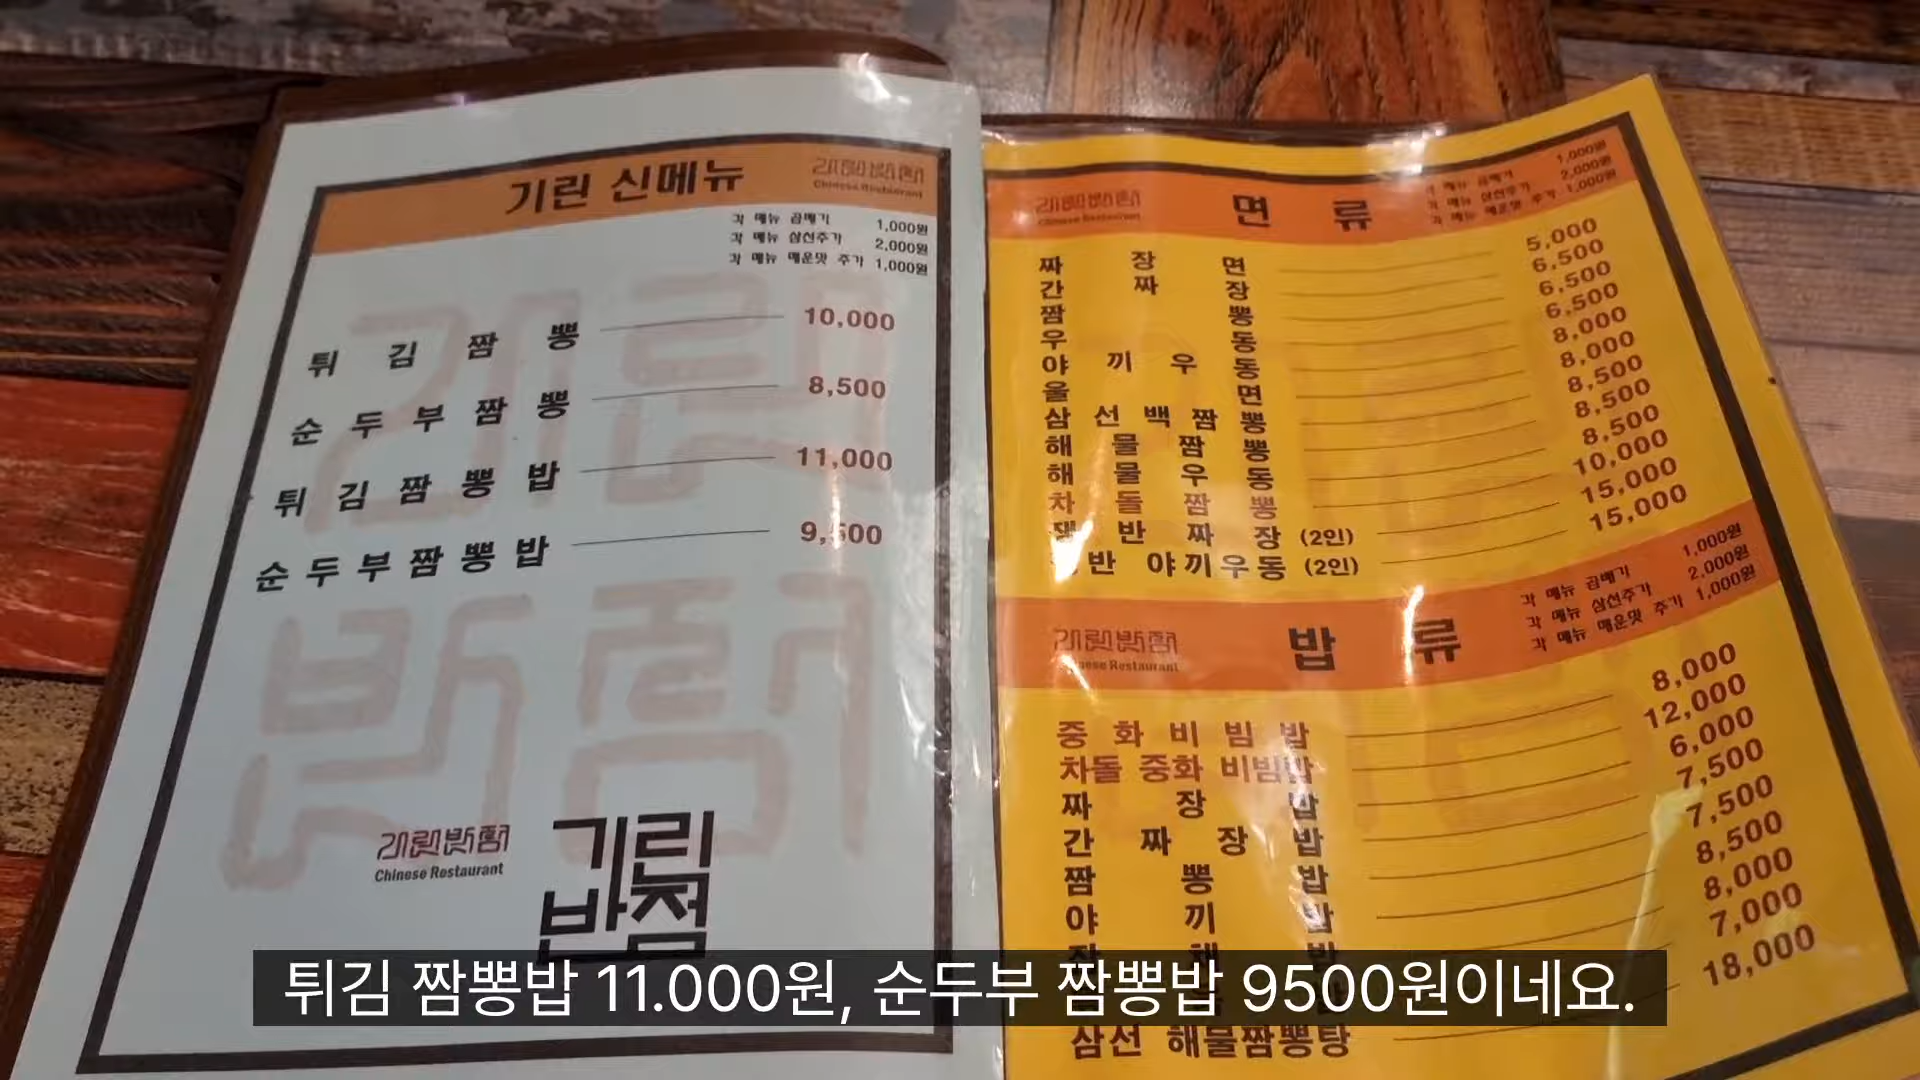 기린 신메뉴
기린반점
Chinese Restaurant
각 메뉴 곱빼기 1,000원
각 메뉴 삼선추가 2,000원
각 메뉴 매운맛 추가 1,000원
튀김짬뽕 10,000
순두부짬뽕 8,500
튀김짬뽕밥 11,000
순두부짬뽕밥 9,500
기린반점
Chinese Restaurant
기린
반점
기린반점
Chinese Restaurant
면류
각 메뉴 곱빼기 1,000원
각 메뉴 삼선추가 2,000원
각 메뉴 매운맛 추가 1,000원
짜장면 5,000
간짜장 6,500
짬뽕 6,500
우동 6,500
야끼우동 8,000
울면 8,000
삼선백짬뽕 8,500
해물짬뽕 8,500
해물우동 8,500
차돌짬뽕 10,000
쟁반짜장 (2인) 15,000
반 야끼우동 (2인) 15,000
기린반점
Chinese Restaurant
밥류
각 메뉴 곱빼기 1,000원
각 메뉴 삼선추가 2,000원
각 메뉴 매운맛 추가 1,000원
중화비빔밥 8,000
차돌 중화 비빔밥 12,000
짜장밥 6,000
간짜장밥 7,500
짬뽕밥 7,500
야끼밥 8,500
잡채밥 8,000
밥 7,000
삼선 해물짬뽕탕 18,000
튀김 짬뽕밥 11.000원, 순두부 짬뽕밥 9500원이네요.